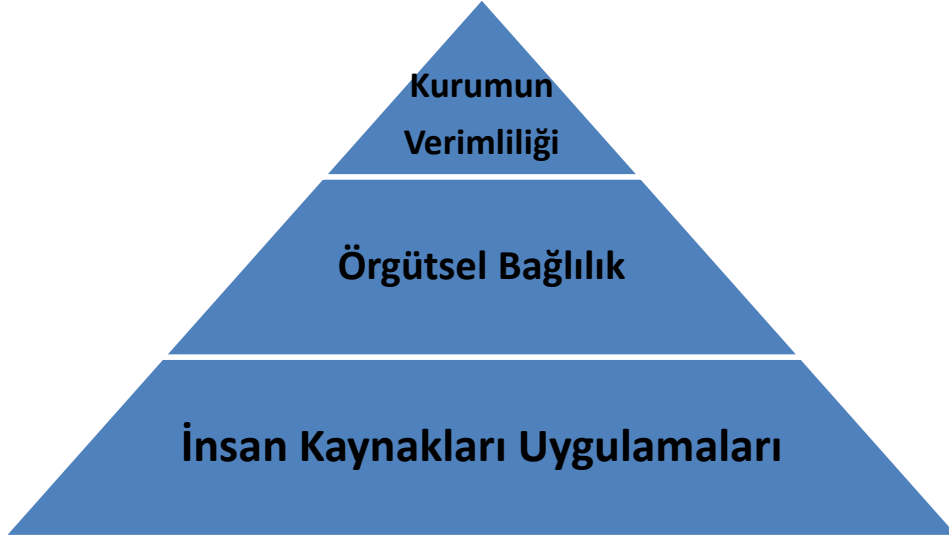 Kurumun
Verimliliği
Örgütsel Bağlılık
İnsan Kaynakları Uygulamaları